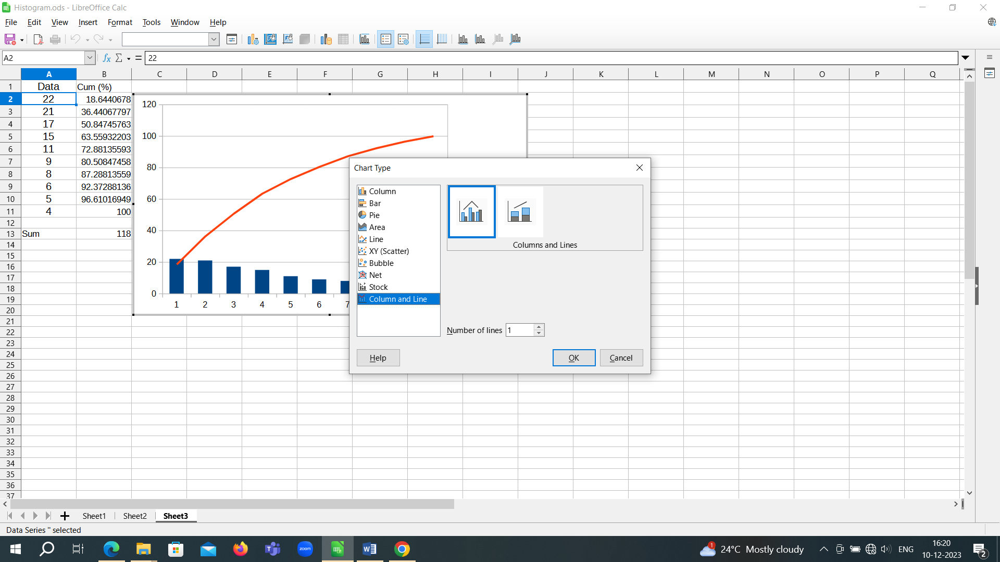 Histogram.ods - LibreOffice Calc
File Edit View Insert Format Tools Window Help
A2 fx Σ = 22
A B C D E F G H I J K L M N O P Q
1 Data Cum (%)
2 22 18.6440678
3 21 36.44067797
4 17 50.84745763
5 15 63.55932203
6 11 72.88135593
7 9 80.50847458
8 8 87.28813559
9 6 92.37288136
10 5 96.61016949
11 4 100
12
13 Sum 118
14
15
16
17
18
19
20
21
22
23
24
25
26
27
28
29
30
31
32
33
34
35
36
37
120
100
80
60
40
20
0
1 2 3 4 5 6 7
Chart Type
Column
Bar
Pie
Area
Line
XY (Scatter)
Bubble
Net
Stock
Column and Line
Columns and Lines
Number of lines 1
Help OK Cancel
Sheet1 Sheet2 Sheet3
Data Series '' selected
zoom
1 24°C Mostly cloudy ENG 16:20
10-12-2023 2